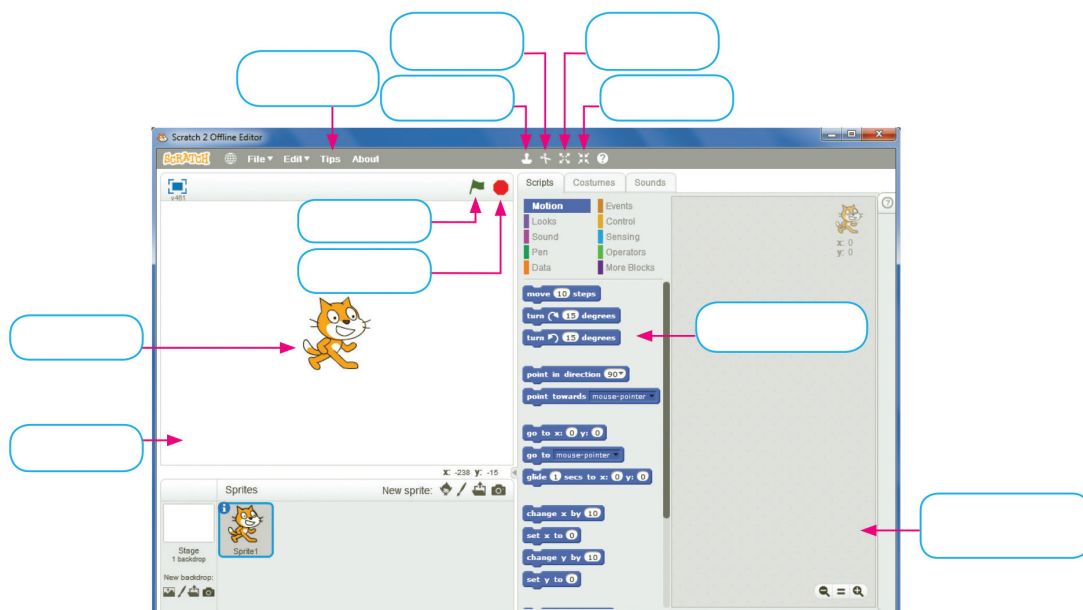 Scratch 2 Offline Editor
SCRATCH File Edit Tips About
v461
Scripts Costumes Sounds
Motion Events
Looks Control
Sound Sensing
Pen Operators
Data More Blocks
x: 0
y: 0
move 10 steps
turn 15 degrees
turn 15 degrees
point in direction 90
point towards mouse-pointer
go to x: 0 y: 0
go to mouse-pointer
glide 1 secs to x: 0 y: 0
change x by 10
set x to 0
change y by 10
set y to 0
x: -238 y: -15
Sprites New sprite:
Stage
1 backdrop
New backdrop:
Sprite1